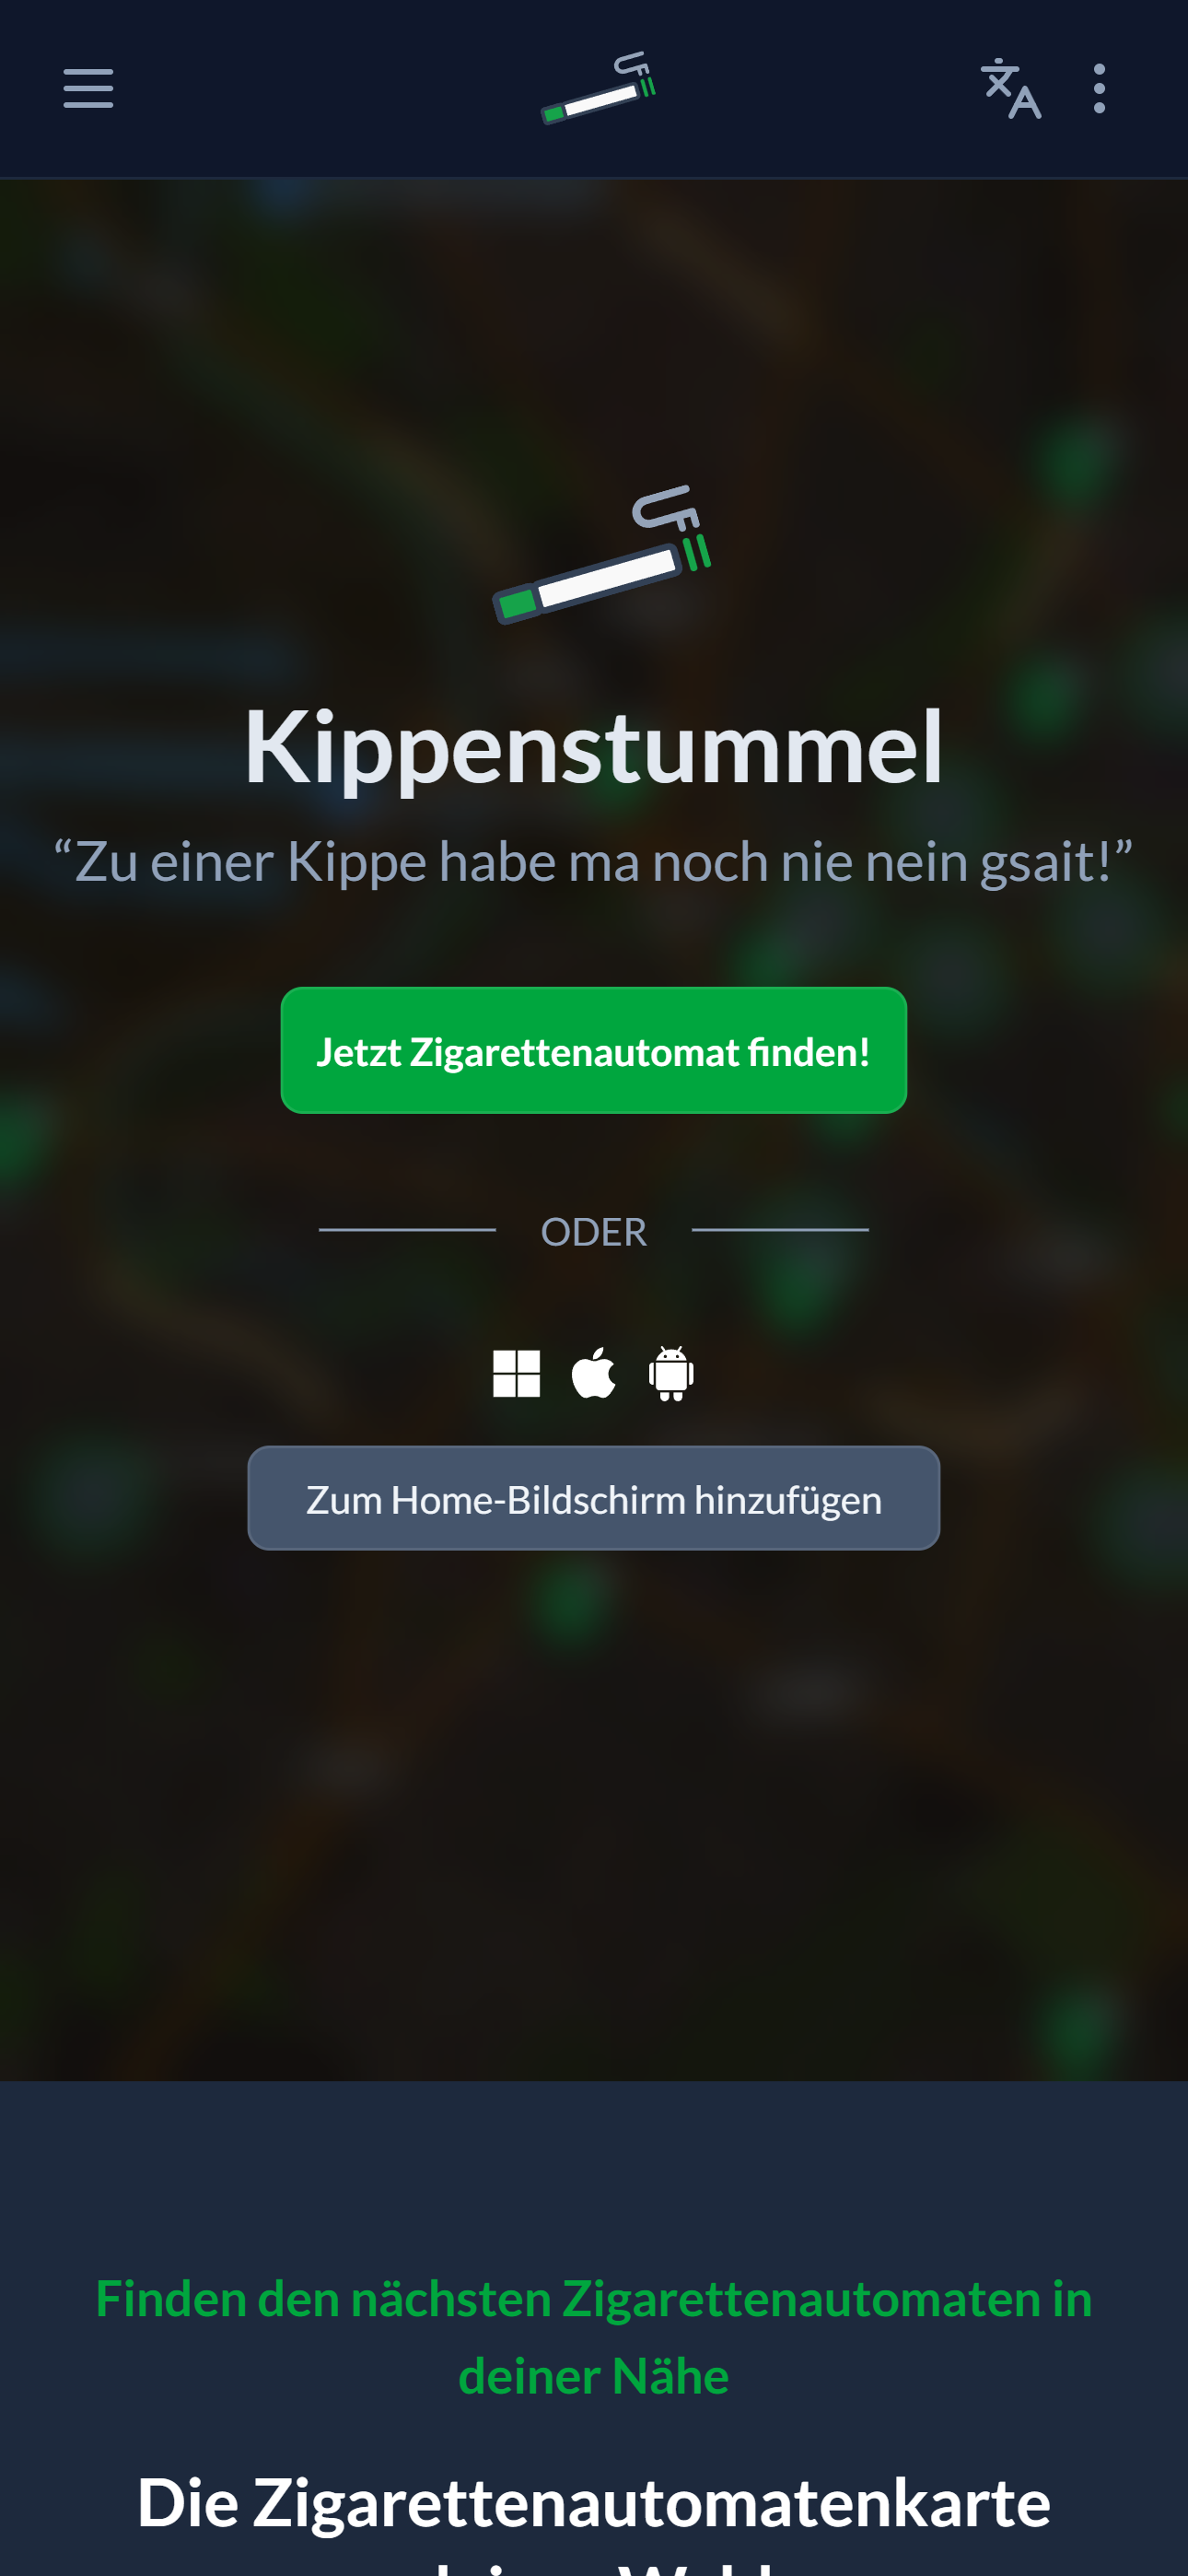 Kippenstummel
“Zu einer Kippe habe ma noch nie nein gsait!”
Jetzt Zigarettenautomat finden!
ODER
Zum Home-Bildschirm hinzufügen
Finden den nächsten Zigarettenautomaten in
deiner Nähe
Die Zigarettenautomatenkarte